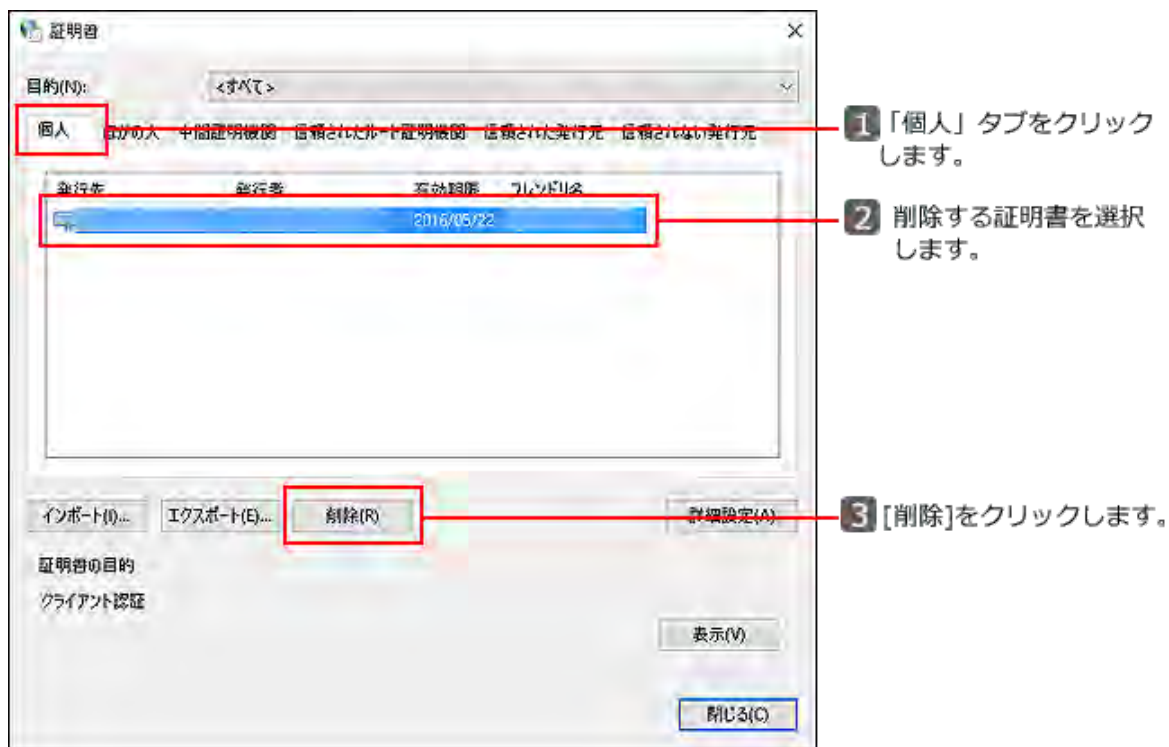 証明書
目的(N): <すべて>
個人 ほかの人 中間証明機関 信頼されたルート証明機関 信頼された発行元 信頼されない発行元
1 「個人」タブをクリック
します。
発行先 発行者 有効期限 フレンドリ名
2016/05/22
2 削除する証明書を選択
します。
インポート(I)... エクスポート(E)... 削除(R) 詳細設定(A)
3 [削除]をクリックします。
証明書の目的
クライアント認証
表示(V)
閉じる(C)